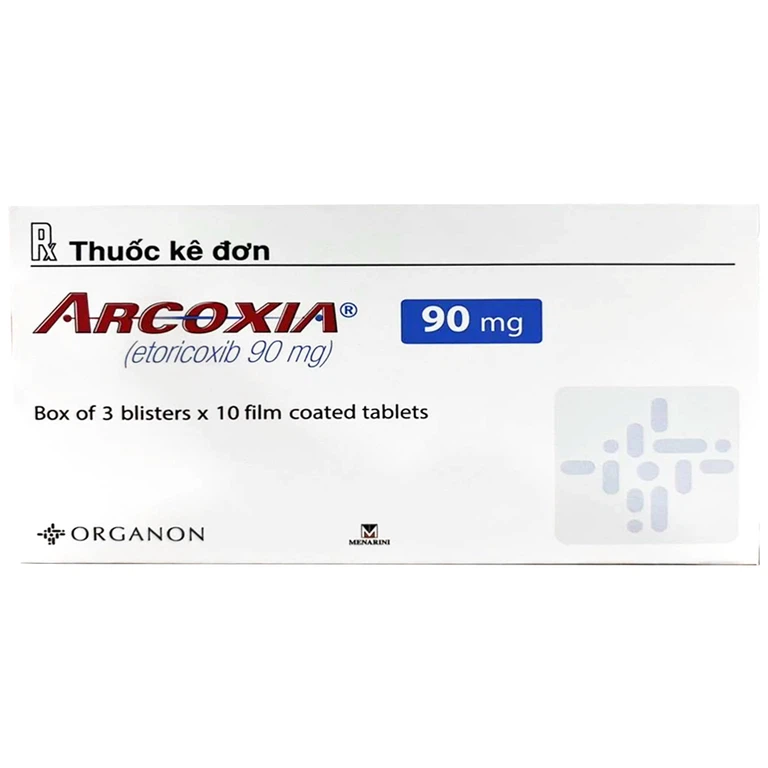 Rx Thuốc kê đơn
ARCOXIA® 90 mg
(etoricoxib 90 mg)
Box of 3 blisters x 10 film coated tablets
ORGANON MENARINI